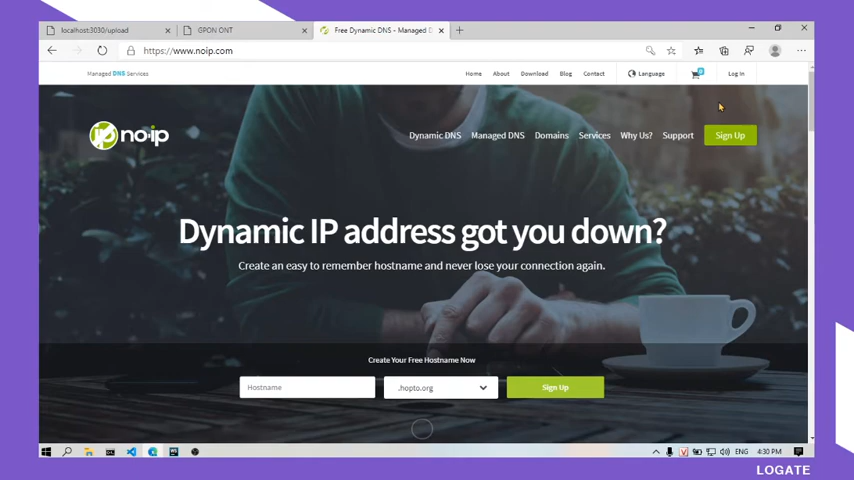 localhost:3030/upload
GPON ONT
Free Dynamic DNS - Managed D
https://www.noip.com
Managed DNS Services
Home
About
Download
Blog
Contact
Language
0
Log In
no-ip
Dynamic DNS
Managed DNS
Domains
Services
Why Us?
Support
Sign Up
Dynamic IP address got you down?
Create an easy to remember hostname and never lose your connection again.
Create Your Free Hostname Now
Hostname
.hopto.org
Sign Up
ENG
4:30 PM
LOGATE